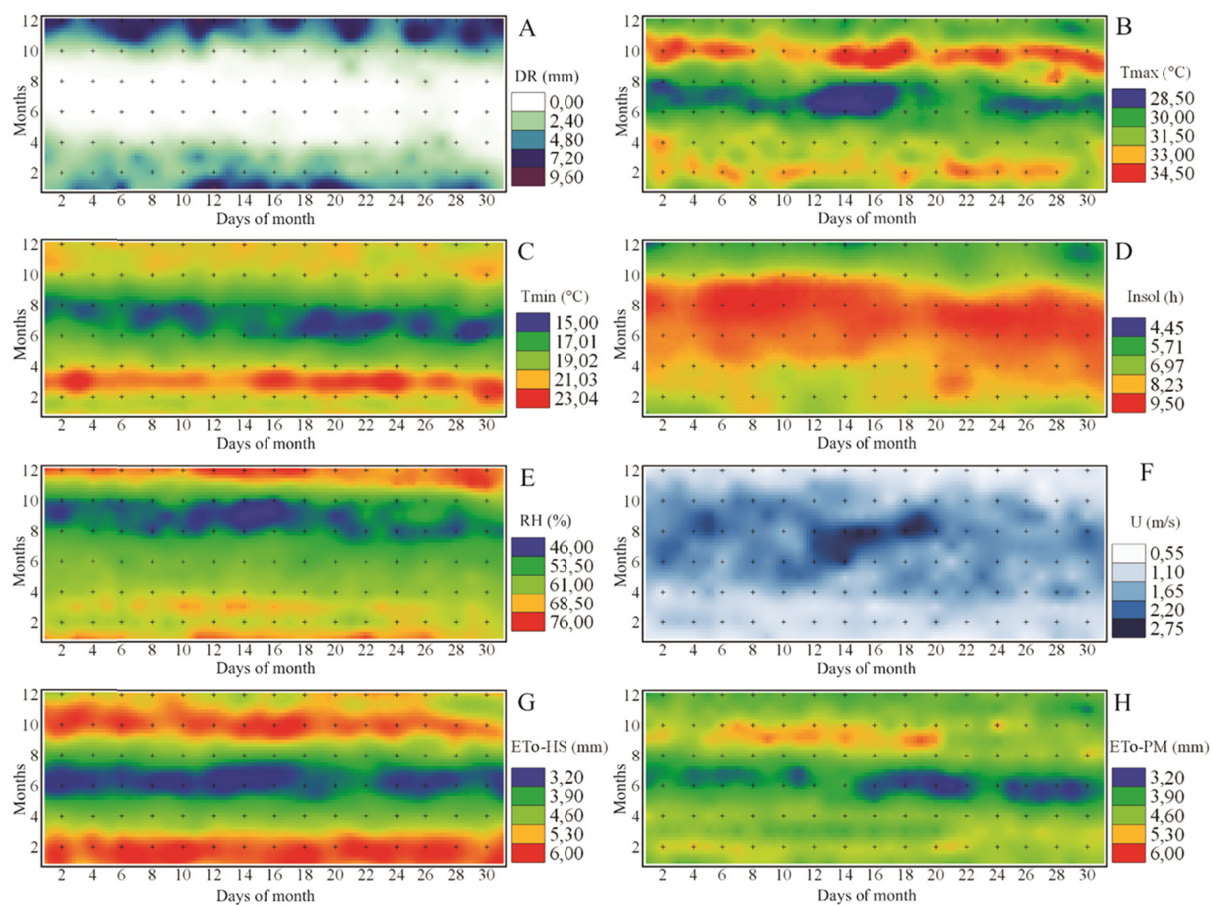 A
DR (mm)
0,00
2,40
4,80
7,20
9,60
Months
12
10
8
6
4
2
2 4 6 8 10 12 14 16 18 20 22 24 26 28 30
Days of month
B
Tmax (°C)
28,50
30,00
31,50
33,00
34,50
Months
12
10
8
6
4
2
2 4 6 8 10 12 14 16 18 20 22 24 26 28 30
Days of month
C
Tmin (°C)
15,00
17,01
19,02
21,03
23,04
Months
12
10
8
6
4
2
2 4 6 8 10 12 14 16 18 20 22 24 26 28 30
Days of month
D
Insol (h)
4,45
5,71
6,97
8,23
9,50
Months
12
10
8
6
4
2
2 4 6 8 10 12 14 16 18 20 22 24 26 28 30
Days of month
E
RH (%)
46,00
53,50
61,00
68,50
76,00
Months
12
10
8
6
4
2
2 4 6 8 10 12 14 16 18 20 22 24 26 28 30
Days of month
F
U (m/s)
0,55
1,10
1,65
2,20
2,75
Months
12
10
8
6
4
2
2 4 6 8 10 12 14 16 18 20 22 24 26 28 30
Days of month
G
ETo-HS (mm)
3,20
3,90
4,60
5,30
6,00
Months
12
10
8
6
4
2
2 4 6 8 10 12 14 16 18 20 22 24 26 28 30
Days of month
H
ETo-PM (mm)
3,20
3,90
4,60
5,30
6,00
Months
12
10
8
6
4
2
2 4 6 8 10 12 14 16 18 20 22 24 26 28 30
Days of month